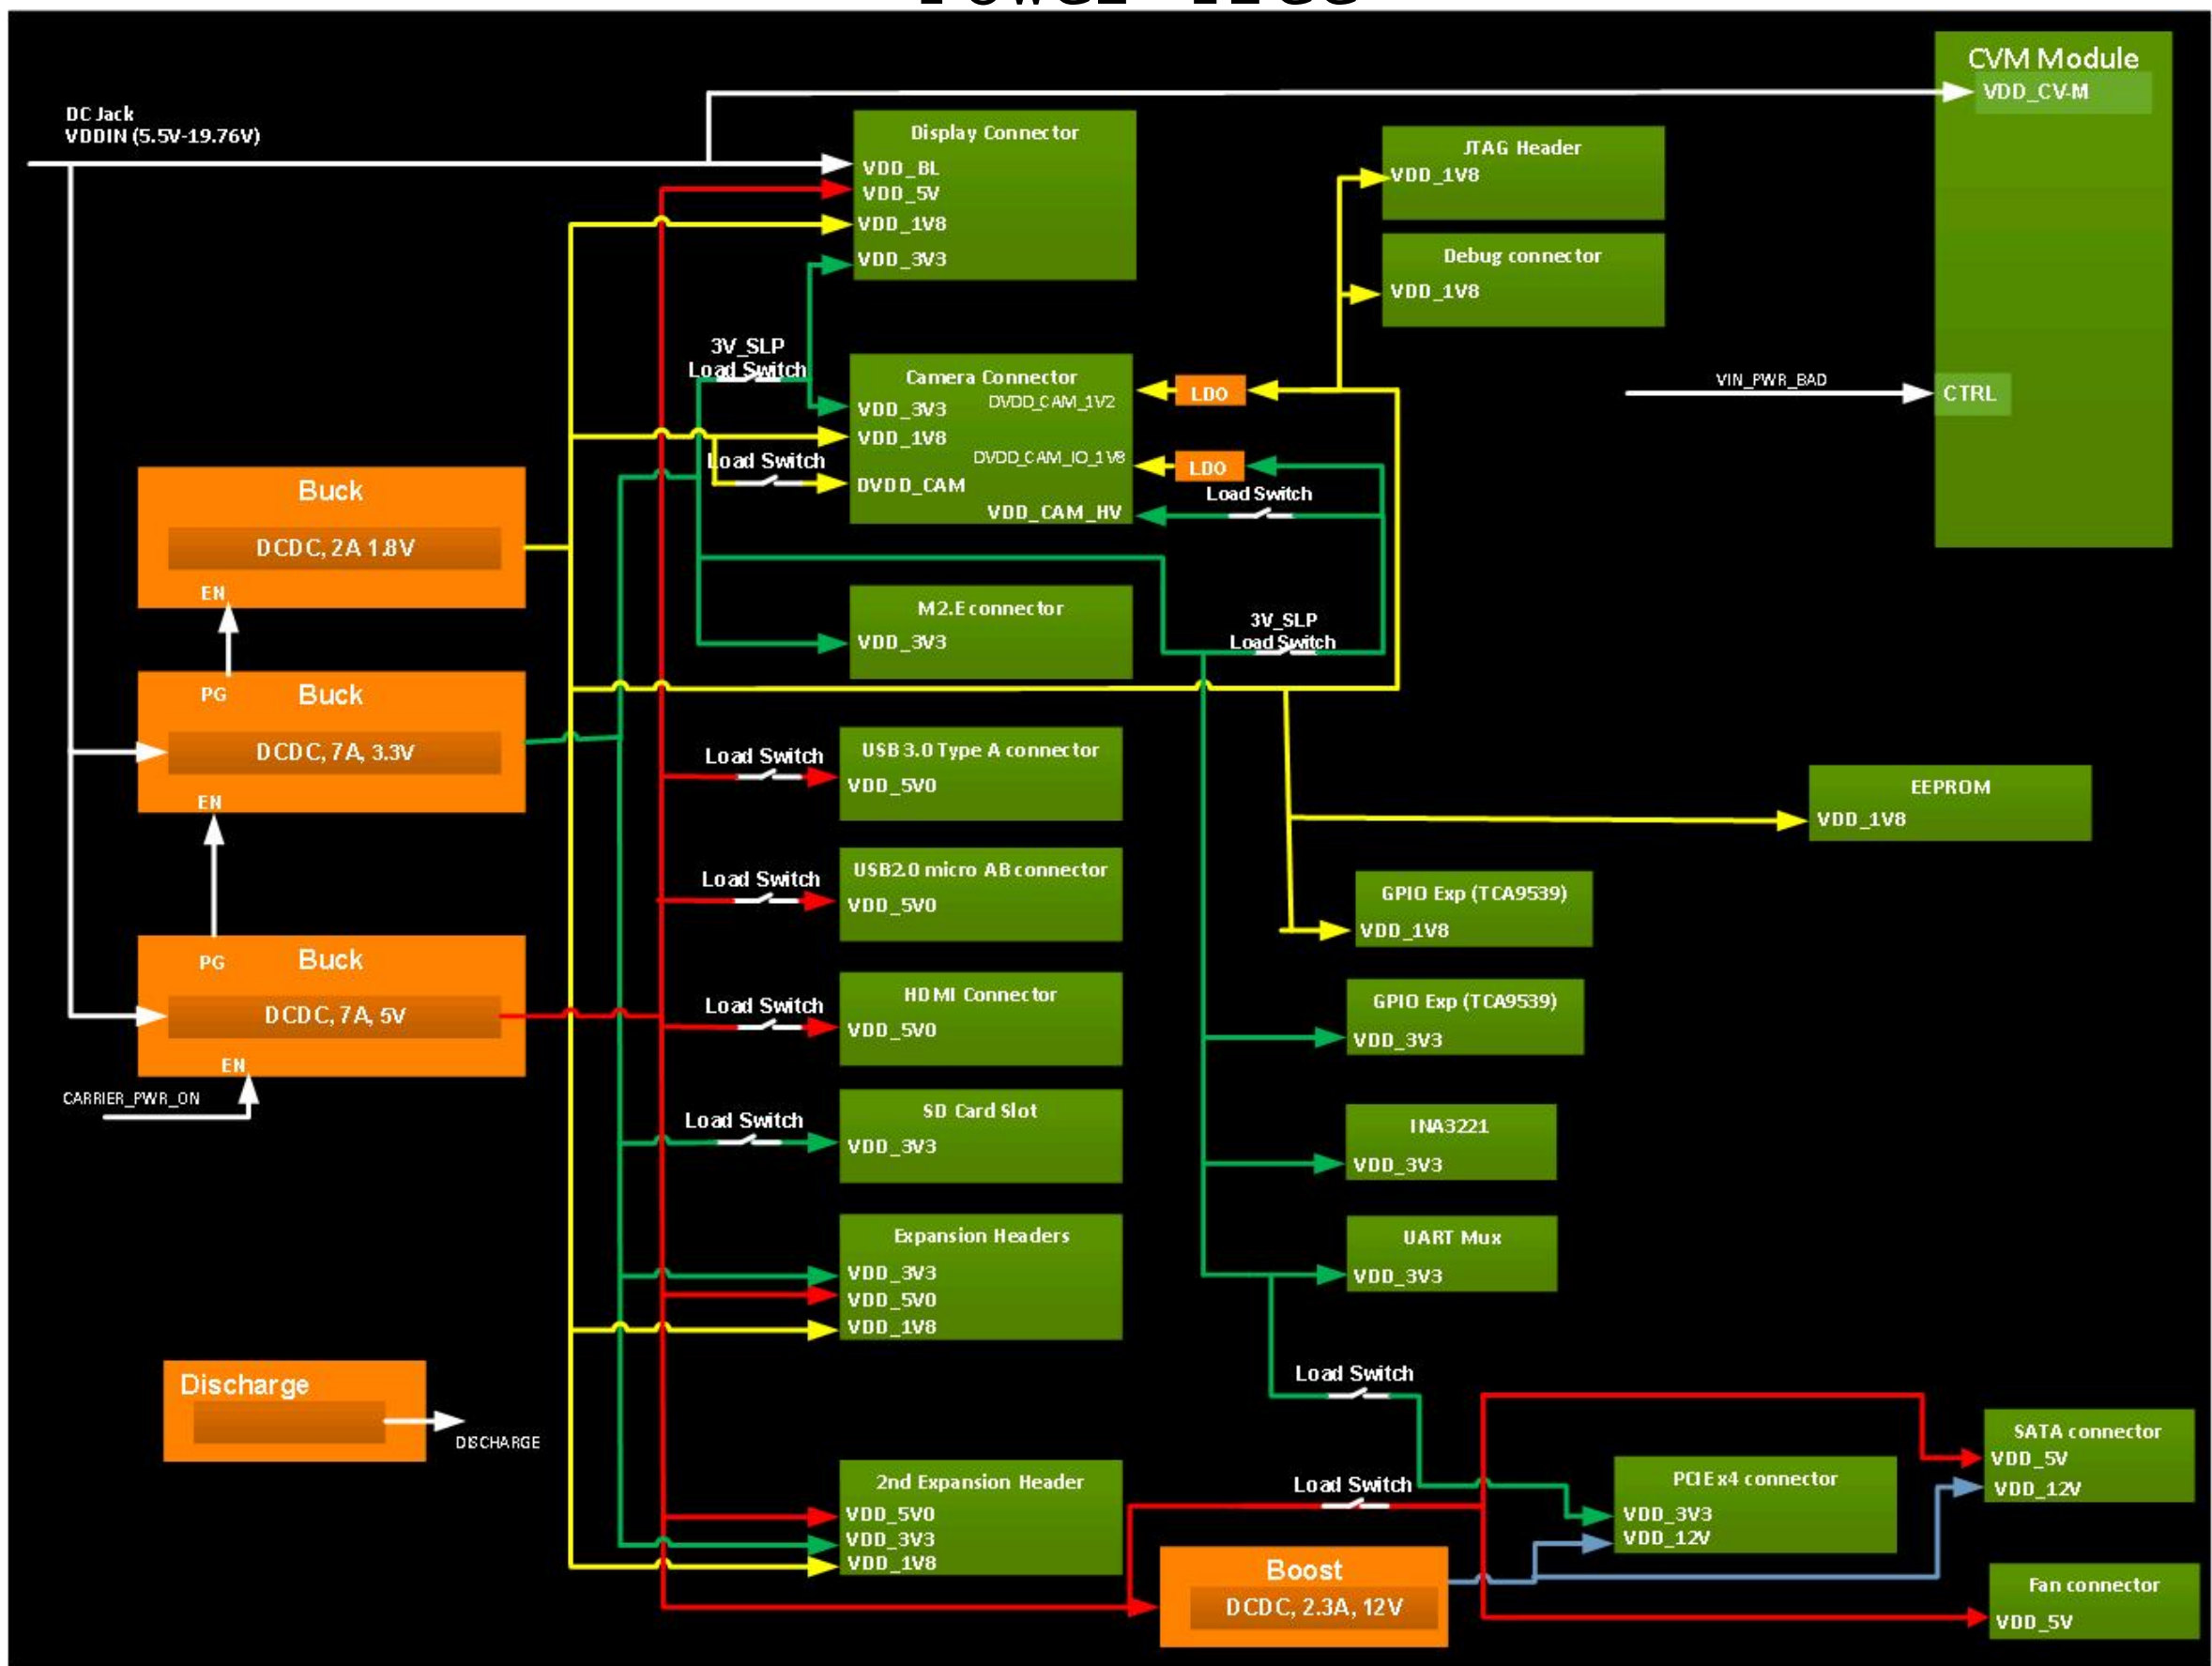 Power Tree
CVM Module
VDD_CV-M
DC Jack
VDDIN (5.5V-19.76V)
Display Connector
VDD_BL
VDD_5V
VDD_1V8
VDD_3V3
JTAG Header
VDD_1V8
Debug connector
VDD_1V8
3V_SLP
Load Switch
Camera Connector
VDD_3V3
DVDD_CAM_1V2
VDD_1V8
DVDD_CAM_IO_1V8
DVDD_CAM
VDD_CAM_HV
LDO
LDO
Load Switch
Load Switch
VIN_PWR_BAD
CTRL
Buck
DCDC, 2A 1.8V
EN
M2.E connector
VDD_3V3
3V_SLP
Load Switch
PG
Buck
DCDC, 7A, 3.3V
EN
Load Switch
USB 3.0 Type A connector
VDD_5V0
EEPROM
VDD_1V8
Load Switch
USB2.0 micro AB connector
VDD_5V0
GPIO Exp (TCA9539)
VDD_1V8
PG
Buck
DCDC, 7A, 5V
EN
CARRIER_PWR_ON
Load Switch
HDMI Connector
VDD_5V0
GPIO Exp (TCA9539)
VDD_3V3
Load Switch
SD Card Slot
VDD_3V3
INA3221
VDD_3V3
Expansion Headers
VDD_3V3
VDD_5V0
VDD_1V8
UART Mux
VDD_3V3
Discharge
DISCHARGE
Load Switch
2nd Expansion Header
VDD_5V0
VDD_3V3
VDD_1V8
Load Switch
PCIE x4 connector
VDD_3V3
VDD_12V
SATA connector
VDD_5V
VDD_12V
Boost
DCDC, 2.3A, 12V
Fan connector
VDD_5V